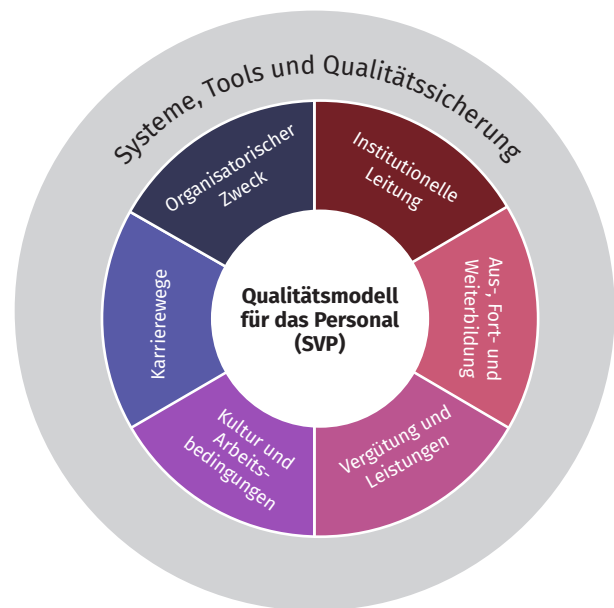 Systeme, Tools und Qualitätssicherung
Organisatorischer
Zweck
Institutionelle
Leitung
Aus-, Fort- und
Weiterbildung
Vergütung und
Leistungen
Kultur und
Arbeits-
bedingungen
Karrierewege
Qualitätsmodell
für das Personal
(SVP)